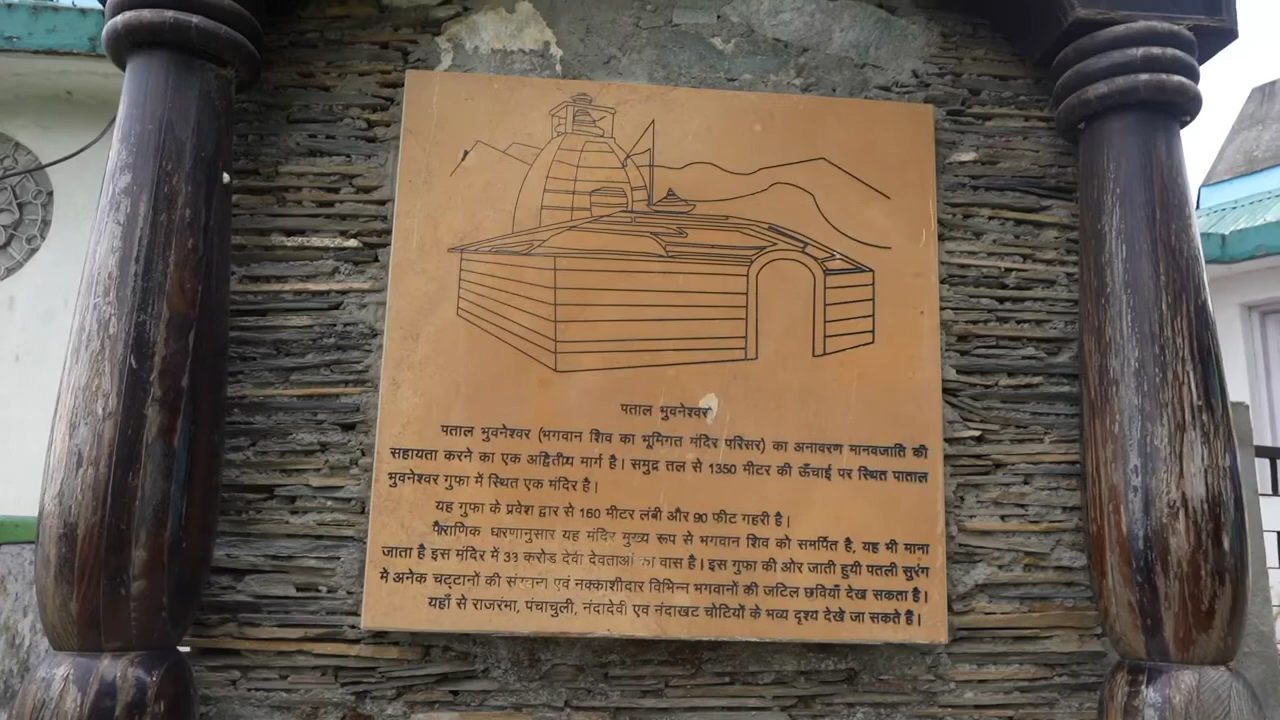 पताल भुवनेश्वर
पताल भुवनेश्वर (भगवान शिव का भूमिगत मंदिर परिसर) का अनावरण मानवजाति की
सहायता करने का एक अद्वितीय मार्ग है। समुद्र तल से 1350 मीटर की ऊँचाई पर स्थित पाताल
भुवनेश्वर गुफा में स्थित एक मंदिर है।
यह गुफा के प्रवेश द्वार से 160 मीटर लंबी और 90 फीट गहरी है।
पैराणिक धारणानुसार यह मंदिर मुख्य रूप से भगवान शिव को समर्पित है, यह भी माना
जाता है इस मंदिर में 33 करोड देवी देवताओं का वास है। इस गुफा की ओर जाती हुयी पतली सुरंग
मे अनेक चट्टानों की संरचना एवं नक्काशीदार विभिन्न भगवानों की जटिल छवियाँ देख सकता है।
यहाँ से राजरंभा, पंचाचुली, नंदादेवी एव नंदाखट चोटियों के भव्य दृश्य देखे जा सकते हैं।